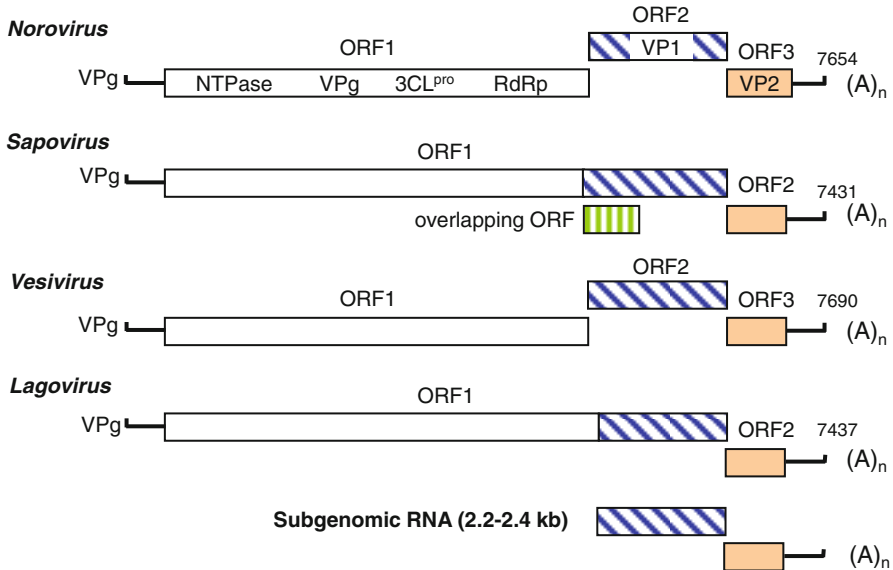 ORF2
Norovirus
ORF1
VP1
ORF3
7654
VPg
NTPase VPg 3CLpro RdRp
VP2
(A)n
Sapovirus
ORF1
VPg
ORF2
7431
(A)n
overlapping ORF
Vesivirus
ORF2
ORF1
ORF3
7690
VPg
(A)n
Lagovirus
ORF1
VPg
ORF2
7437
(A)n
Subgenomic RNA (2.2-2.4 kb)
(A)n